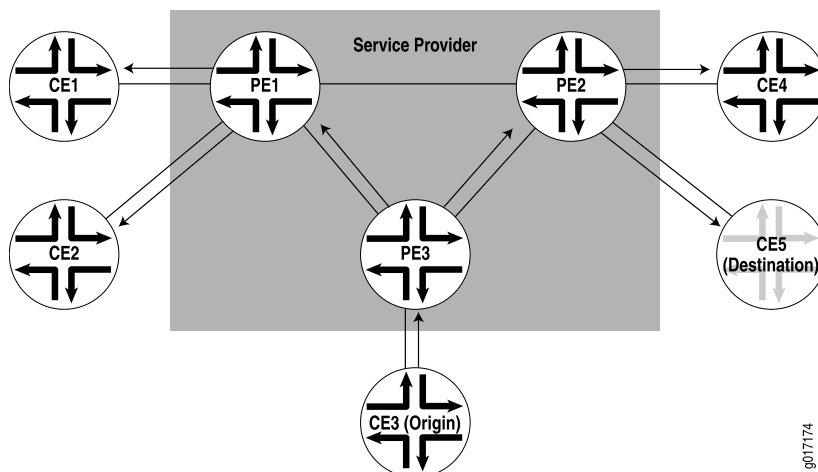 Service Provider
CE1
PE1
PE2
CE4
CE2
PE3
CE5
(Destination)
CE3 (Origin)
g017174